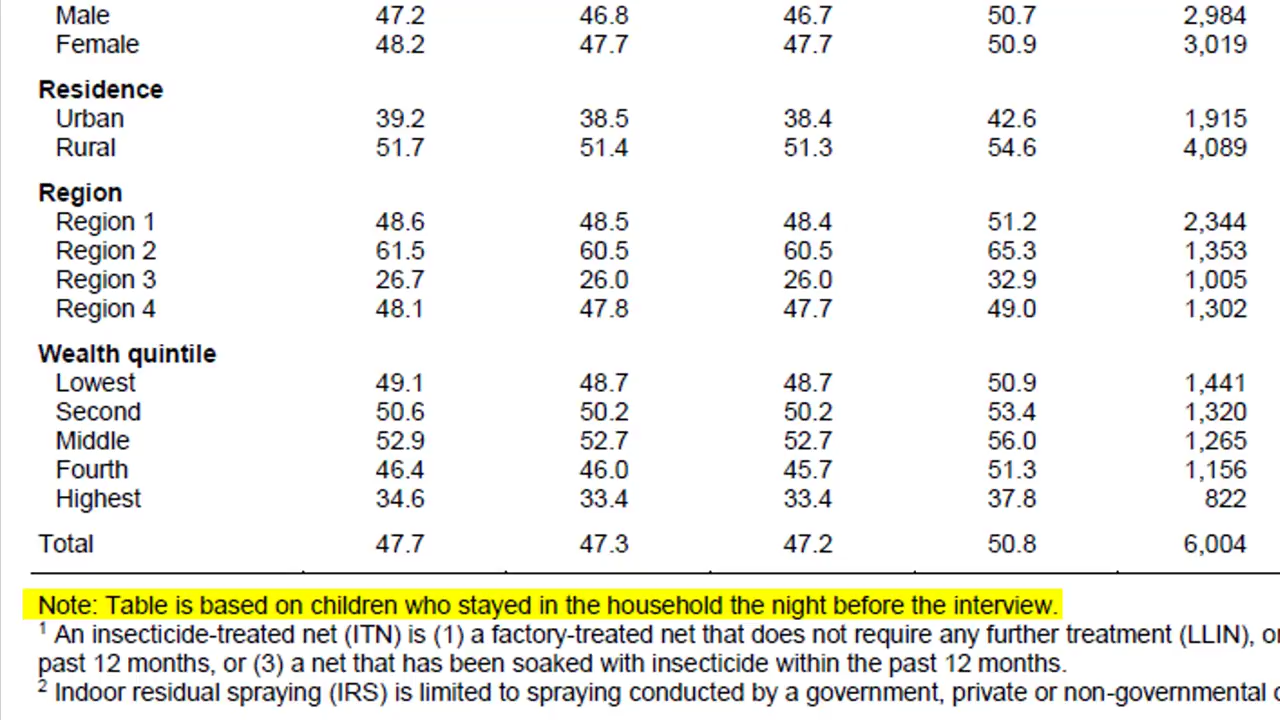 Male 47.2 46.8 46.7 50.7 2,984
Female 48.2 47.7 47.7 50.9 3,019
Residence
Urban 39.2 38.5 38.4 42.6 1,915
Rural 51.7 51.4 51.3 54.6 4,089
Region
Region 1 48.6 48.5 48.4 51.2 2,344
Region 2 61.5 60.5 60.5 65.3 1,353
Region 3 26.7 26.0 26.0 32.9 1,005
Region 4 48.1 47.8 47.7 49.0 1,302
Wealth quintile
Lowest 49.1 48.7 48.7 50.9 1,441
Second 50.6 50.2 50.2 53.4 1,320
Middle 52.9 52.7 52.7 56.0 1,265
Fourth 46.4 46.0 45.7 51.3 1,156
Highest 34.6 33.4 33.4 37.8 822
Total 47.7 47.3 47.2 50.8 6,004
Note: Table is based on children who stayed in the household the night before the interview.
1 An insecticide-treated net (ITN) is (1) a factory-treated net that does not require any further treatment (LLIN),
past 12 months, or (3) a net that has been soaked with insecticide within the past 12 months.
2 Indoor residual spraying (IRS) is limited to spraying conducted by a government, private or non-governmental